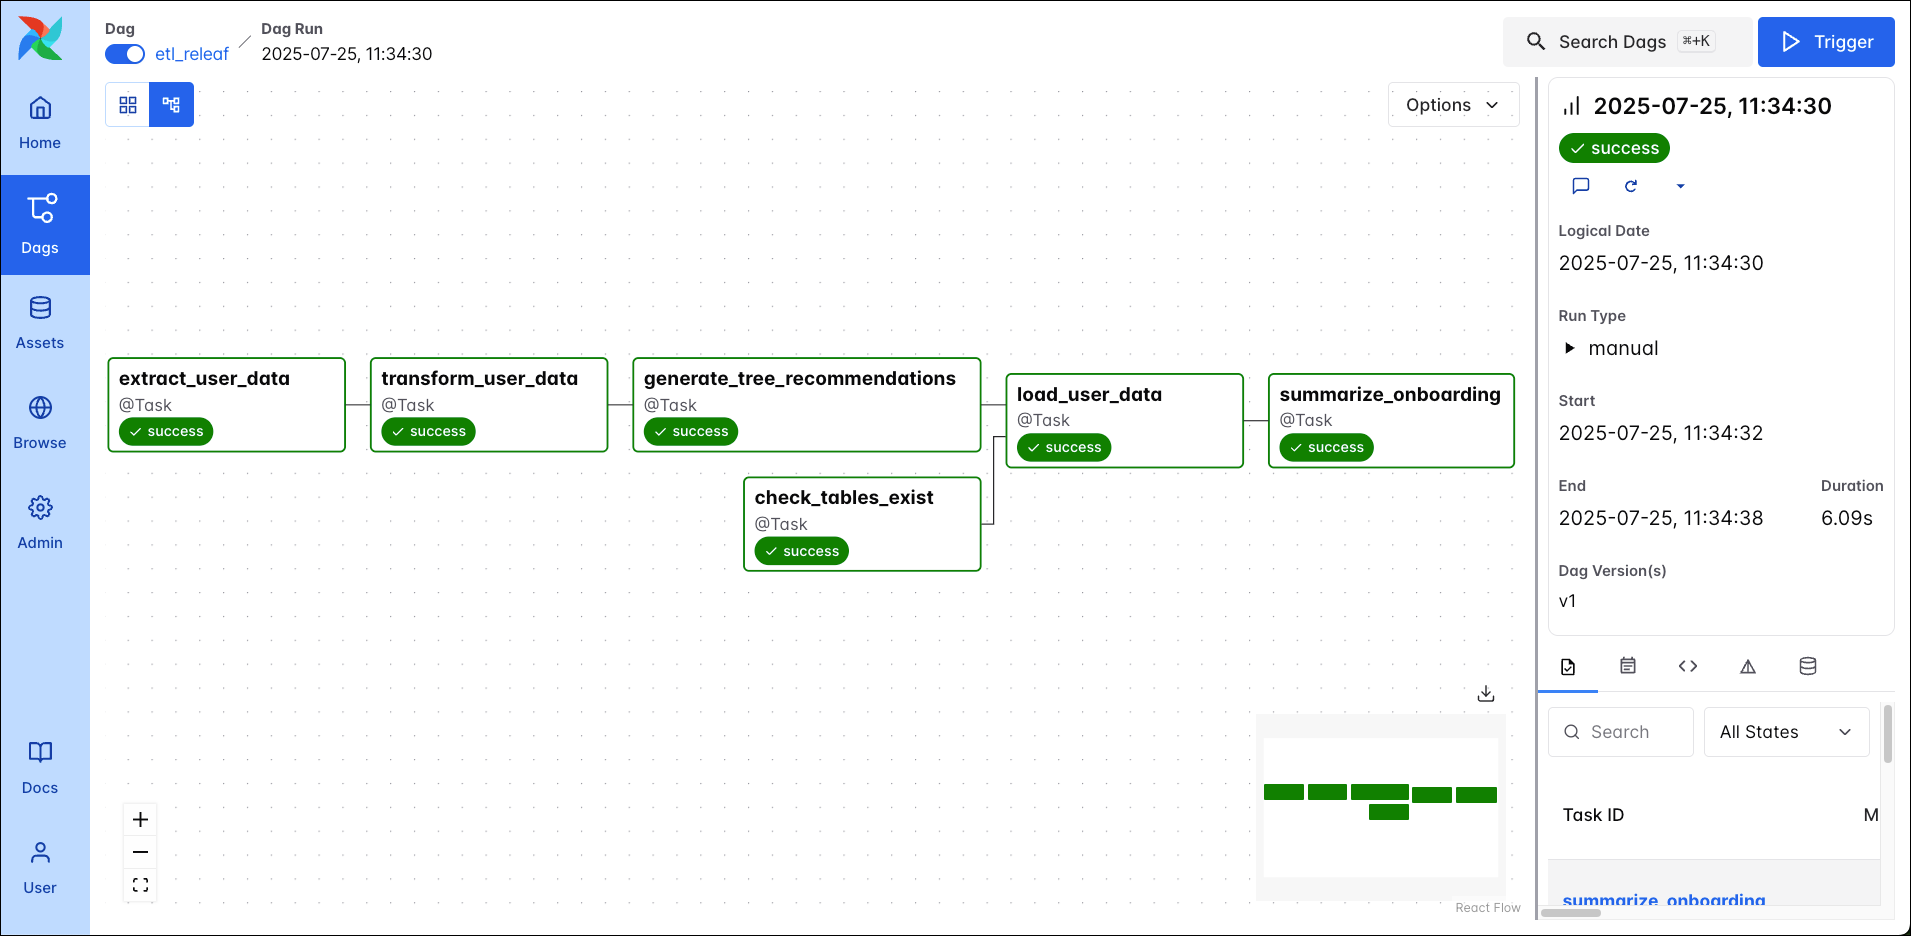 Dag
etl_releaf
Dag Run
2025-07-25, 11:34:30
Search Dags
⌘+K
Trigger
Home
Dags
Assets
Browse
Admin
Docs
User
Options
extract_user_data
@Task
success
transform_user_data
@Task
success
generate_tree_recommendations
@Task
success
check_tables_exist
@Task
success
load_user_data
@Task
success
summarize_onboarding
@Task
success
React Flow
2025-07-25, 11:34:30
success
Logical Date
2025-07-25, 11:34:30
Run Type
manual
Start
2025-07-25, 11:34:32
End
Duration
2025-07-25, 11:34:38
6.09s
Dag Version(s)
v1
Search
All States
Task ID
M
summarize_onboarding